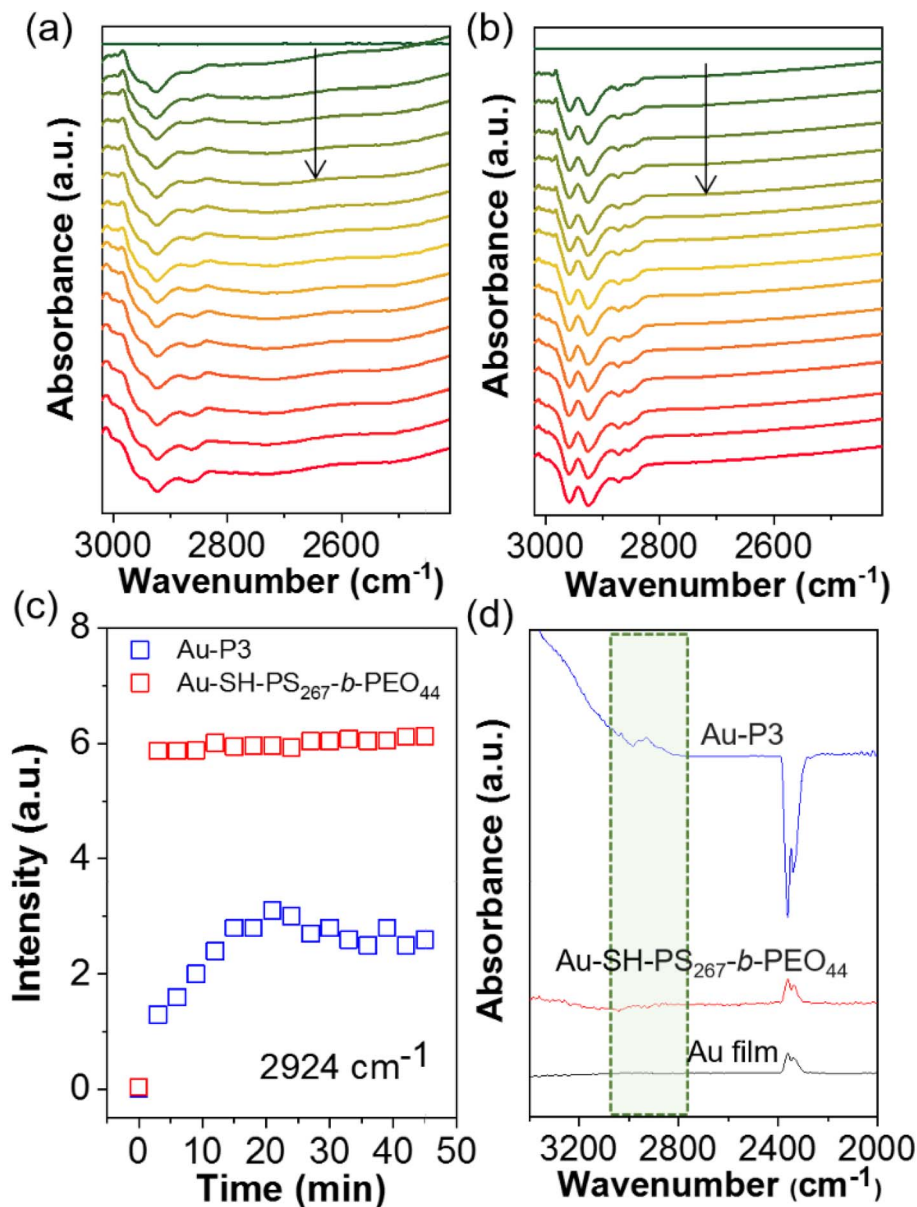 (a)
Absorbance (a.u.)
3000 2800 2600
Wavenumber (cm⁻¹)
(b)
Absorbance (a.u.)
3000 2800 2600
Wavenumber (cm⁻¹)
(c)
8
6
4
2
0
Intensity (a.u.)
Au-P3
Au-SH-PS₂₆₇-b-PEO₄₄
2924 cm⁻¹
0 10 20 30 40 50
Time (min)
(d)
Absorbance (a.u.)
Au-P3
Au-SH-PS₂₆₇-b-PEO₄₄
Au film
3200 2800 2400 2000
Wavenumber (cm⁻¹)